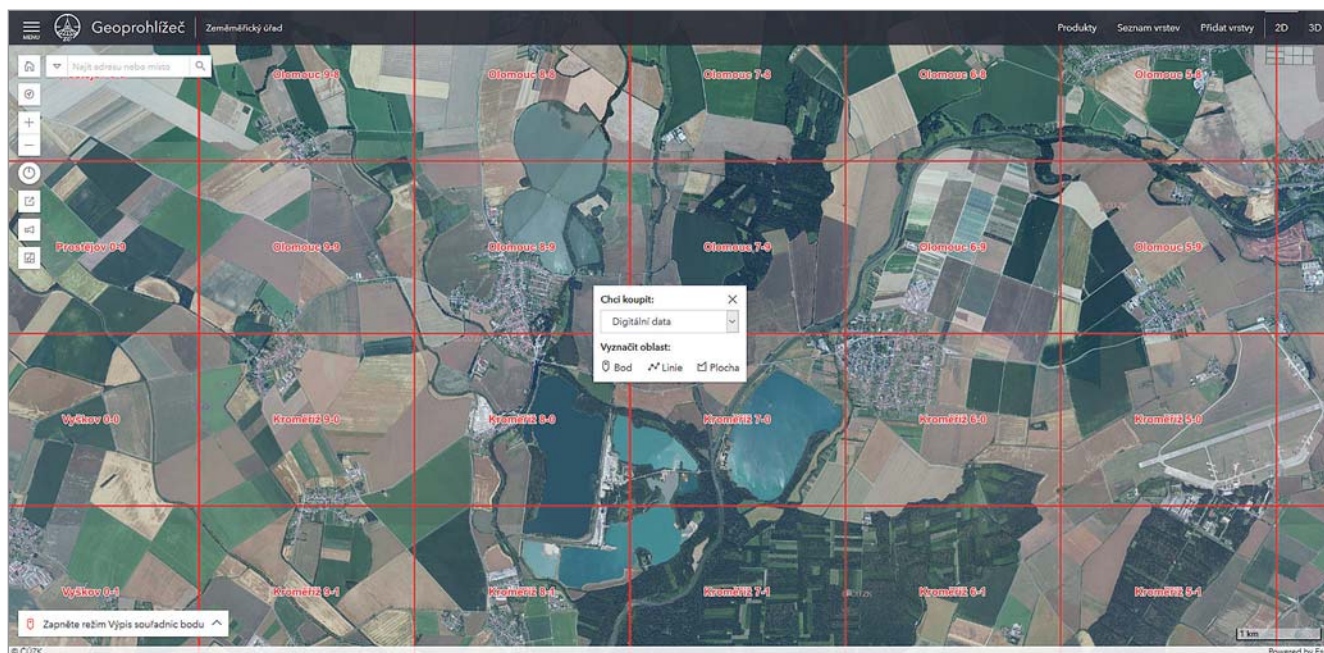 MENU
Geoprohlížeč
Zeměměřický úřad
Produkty
Seznam vrstev
Přidat vrstvy
2D
3D
Najít adresu nebo místo
Olomouc 9-8
Olomouc 8-8
Olomouc 7-8
Olomouc 6-8
Olomouc 5-8
Prostějov 0-9
Olomouc 9-9
Olomouc 8-9
Olomouc 7-9
Olomouc 6-9
Olomouc 5-9
Chci koupit:
Digitální data
Vyznačit oblast:
Bod
Linie
Plocha
Vyškov 0-0
Kroměříž 9-0
Kroměříž 8-0
Kroměříž 7-0
Kroměříž 6-0
Kroměříž 5-0
Vyškov 0-1
Kroměříž 9-1
Kroměříž 8-1
Kroměříž 7-1
Kroměříž 6-1
Kroměříž 5-1
Zapněte režim Výpis souřadnic bodu
1 km
© ČÚZK
Powered by Es